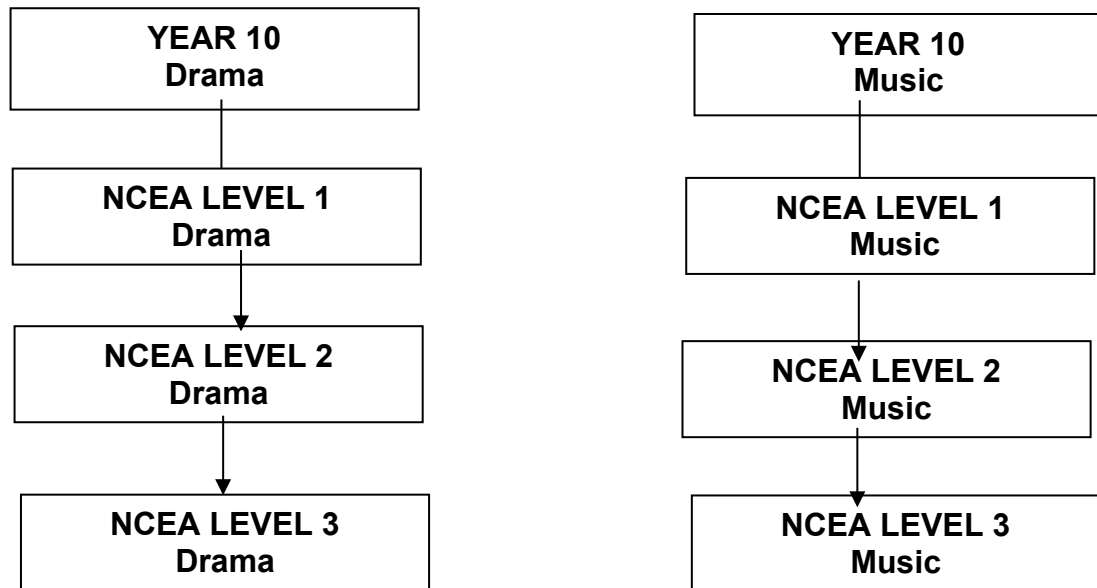 YEAR 10
Drama
NCEA LEVEL 1
Drama
NCEA LEVEL 2
Drama
NCEA LEVEL 3
Drama
YEAR 10
Music
NCEA LEVEL 1
Music
NCEA LEVEL 2
Music
NCEA LEVEL 3
Music